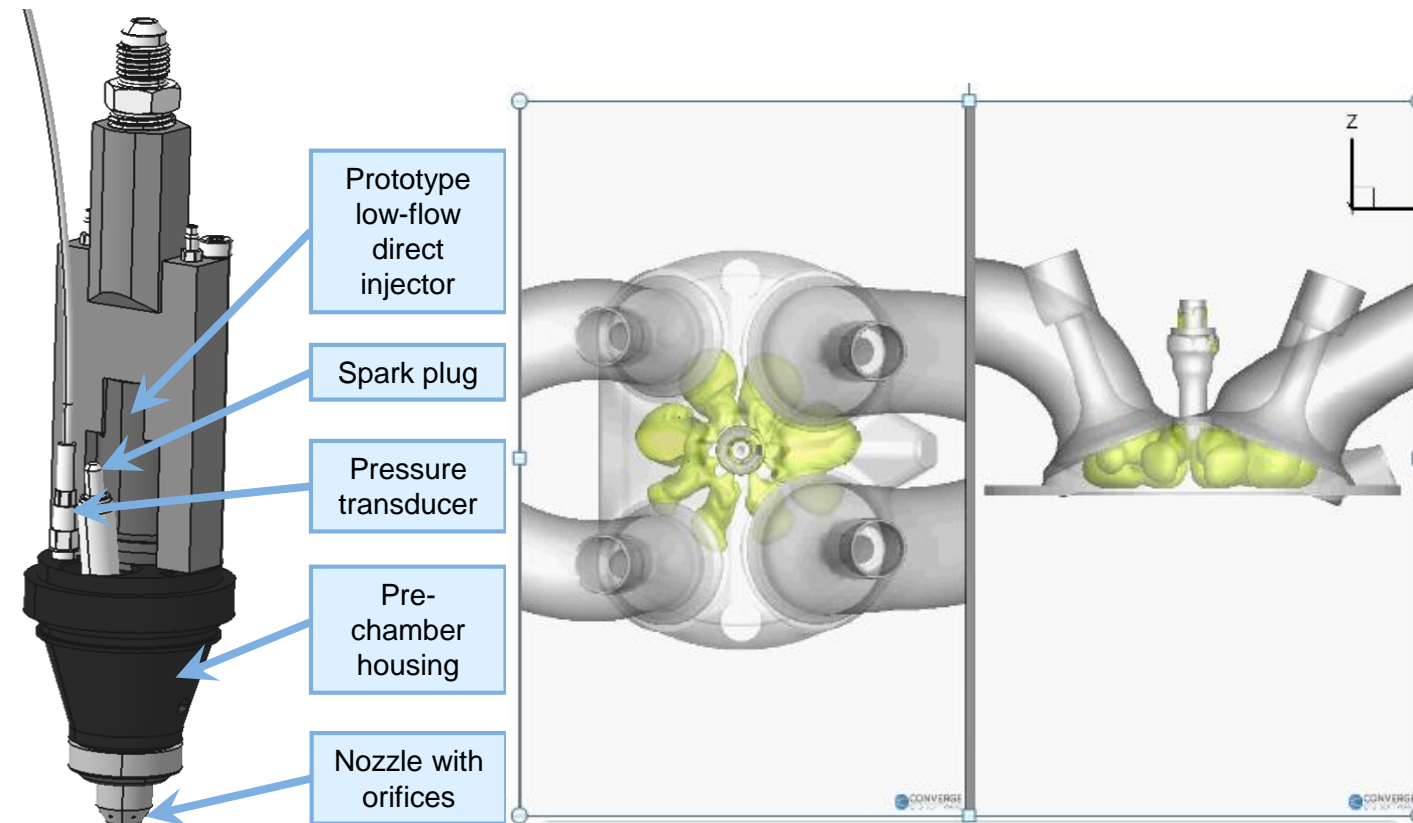 Prototype
low-flow
direct
injector
Spark plug
Pressure
transducer
Pre-
chamber
housing
Nozzle with
orifices
Z
CONVERGE
CONVERGE